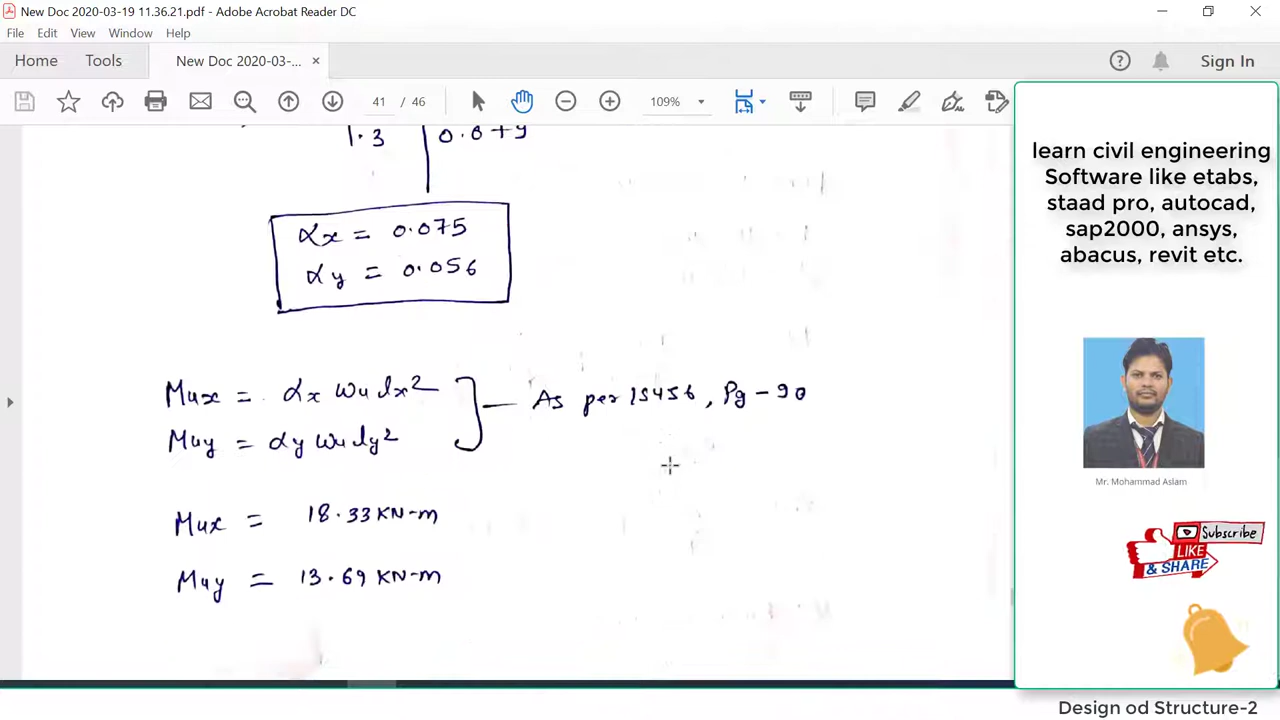 New Doc 2020-03-19 11.36.21.pdf - Adobe Acrobat Reader DC
File Edit View Window Help
Home Tools New Doc 2020-03-... × Sign In
41 / 46 109%
1.3 0.6+y
αx = 0.075
αy = 0.056
Mux = αx wu lx²
Muy = αy wu ly²
As per IS456, Pg - 90
Mux = 18.33 KN-m
Muy = 13.69 KN-m
learn civil engineering
Software like etabs,
staad pro, autocad,
sap2000, ansys,
abacus, revit etc.
Mr. Mohammad Aslam
Subscribe
LIKE
& SHARE
Design od Structure-2